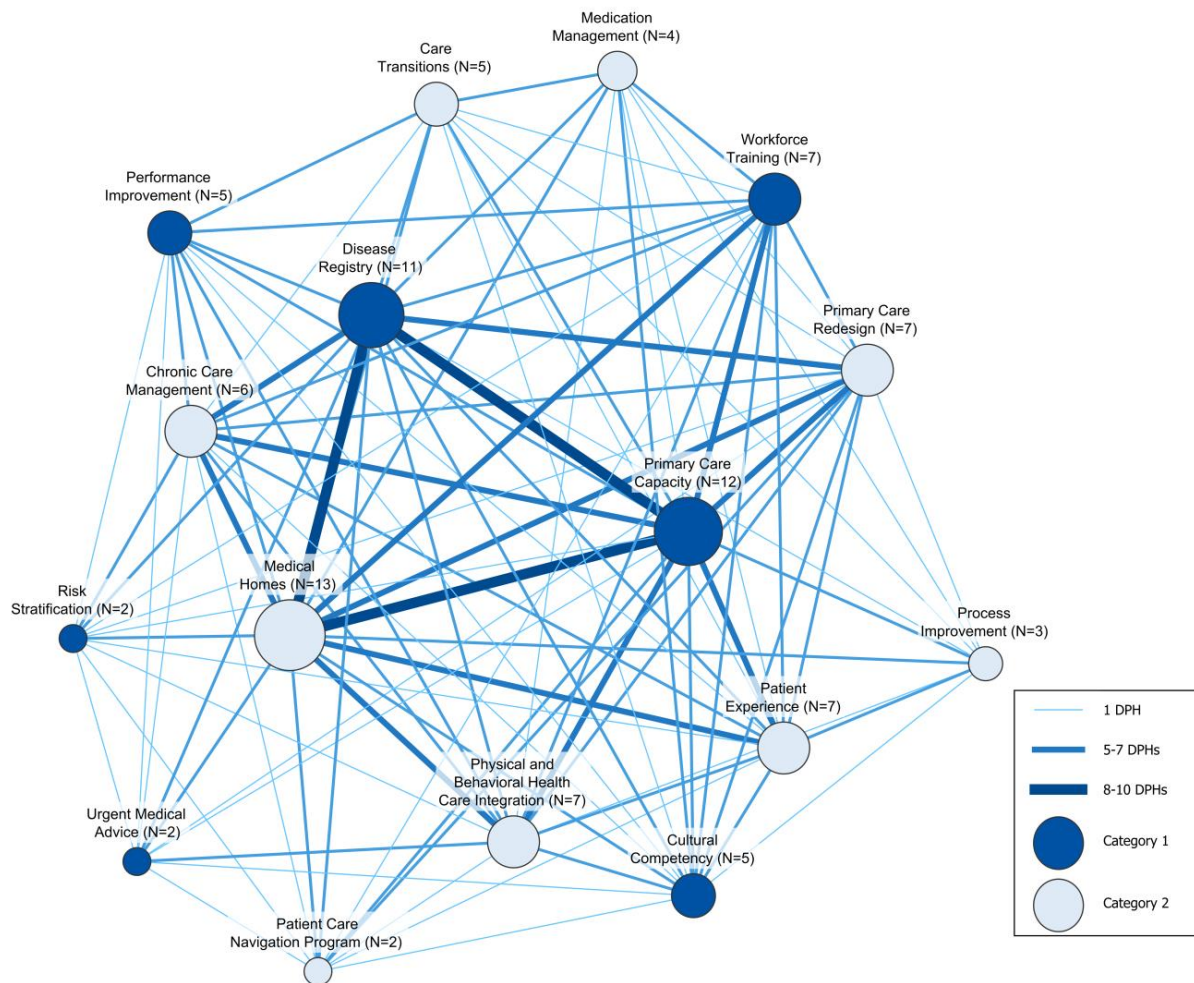 Medication
Management (N=4)
Care
Transitions (N=5)
Workforce
Training (N=7)
Performance
Improvement (N=5)
Disease
Registry (N=11)
Primary Care
Redesign (N=7)
Chronic Care
Management (N=6)
Primary Care
Capacity (N=12)
Medical
Homes (N=13)
Risk
Stratification (N=2)
Process
Improvement (N=3)
Patient
Experience (N=7)
Physical and
Behavioral Health
Care Integration (N=7)
Urgent Medical
Advice (N=2)
Cultural
Competency (N=5)
Patient Care
Navigation Program (N=2)
1 DPH
5-7 DPHs
8-10 DPHs
Category 1
Category 2